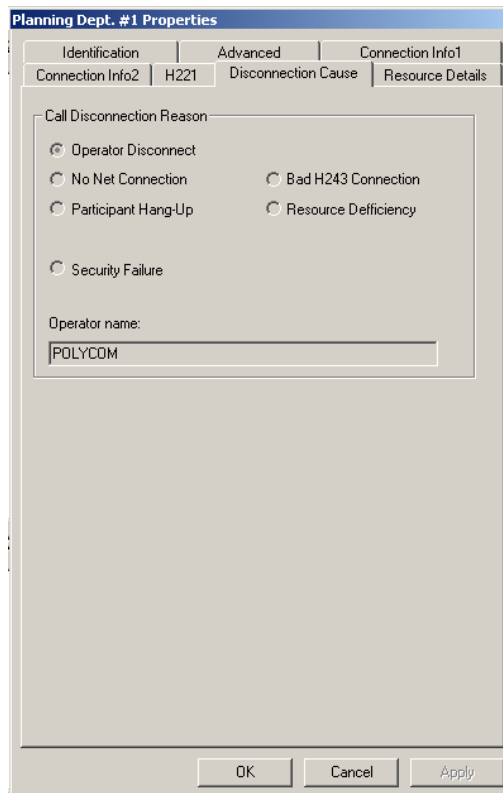 Planning Dept. #1 Properties
Identification Advanced Connection Info1
Connection Info2 H221 Disconnection Cause Resource Details
Call Disconnection Reason
Operator Disconnect
No Net Connection Bad H243 Connection
Participant Hang-Up Resource Defficiency
Security Failure
Operator name:
POLYCOM
OK Cancel Apply